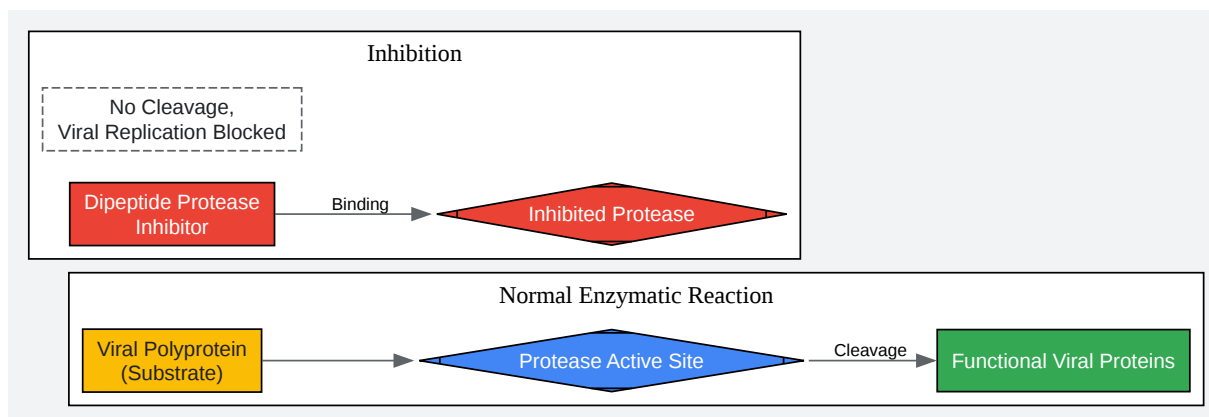 Inhibition
No Cleavage,
Viral Replication Blocked
Dipeptide Protease
Inhibitor
Binding
Inhibited Protease
Normal Enzymatic Reaction
Viral Polyprotein
(Substrate)
Protease Active Site
Cleavage
Functional Viral Proteins